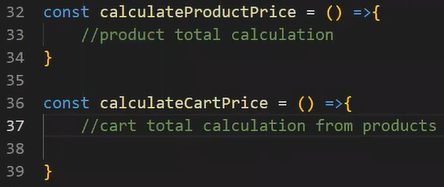 32 const calculateProductPrice = () =>{
33 //product total calculation
34 }
35
36 const calculateCartPrice = () =>{
37 //cart total calculation from products
38
39 }